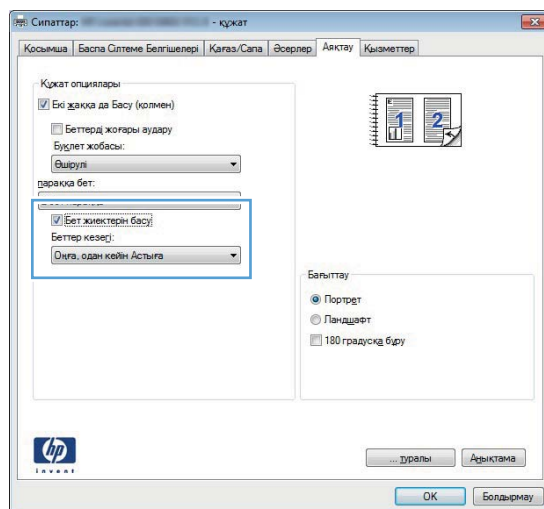 Сипаттар: - құжат
Қосымша Баспа Сілтеме Белгішелері Қағаз/Сапа Әсерлер Аяқтау Қызметтер
Құжат опциялары
Екі жаққа да Басу (қолмен)
Беттерді жоғары аудару
Буклет жобасы:
Өшірулі
параққа бет:
Бет жиектерін басу
Беттер кезегі:
Оңға, одан кейін Астыға
1 2
Бағыттау
Портрет
Ландшафт
180 градусқа бұру
hp
invent
... туралы Анықтама
OK Болдырмау